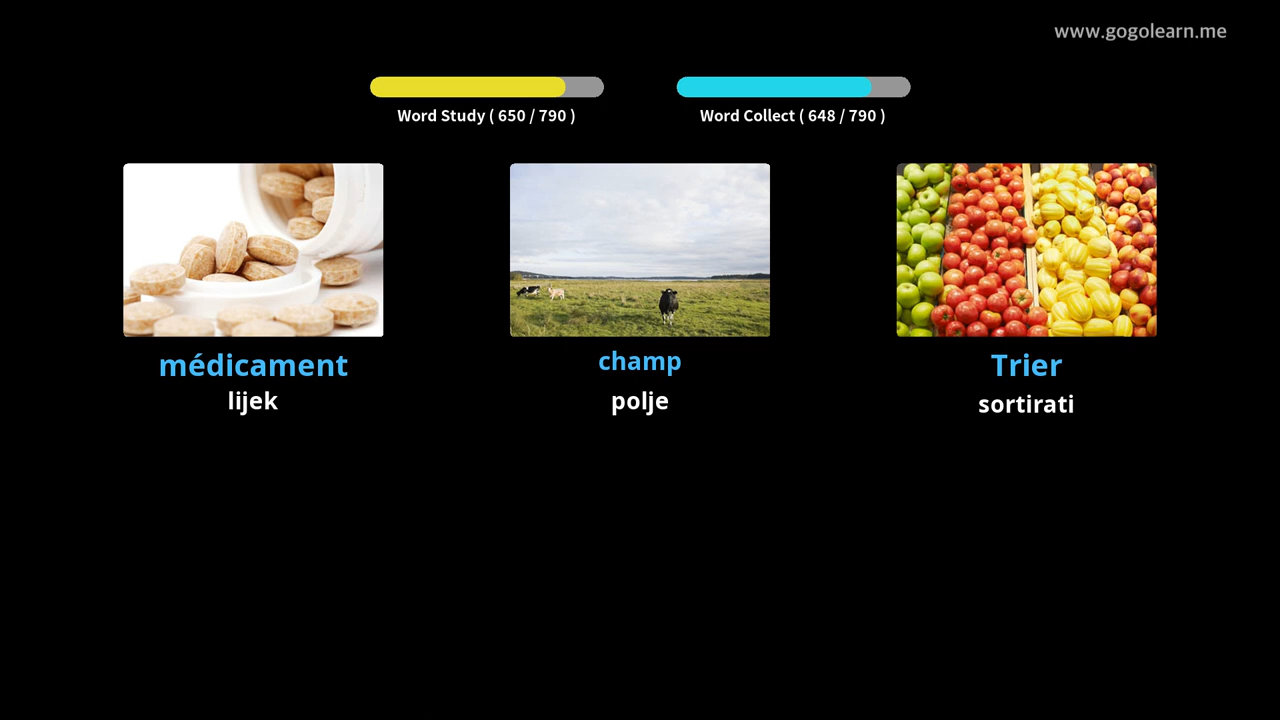 www.gogolearn.me
Word Study ( 650 / 790 )
Word Collect ( 648 / 790 )
médicament
lijek
champ
polje
Trier
sortirati